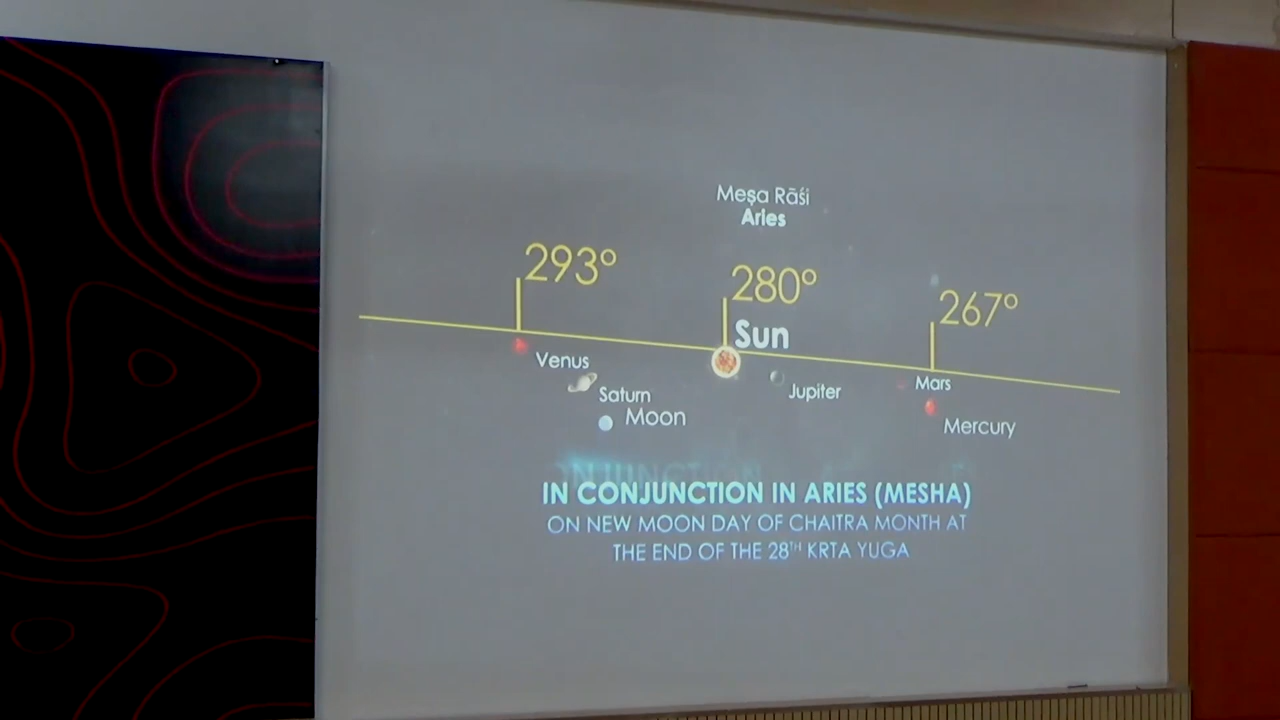 Meṣa Rāśi
Aries
293°
280°
267°
Sun
Venus
Saturn
Moon
Jupiter
Mars
Mercury
IN CONJUNCTION IN ARIES (MESHA)
ON NEW MOON DAY OF CHAITRA MONTH AT
THE END OF THE 28TH KRTA YUGA